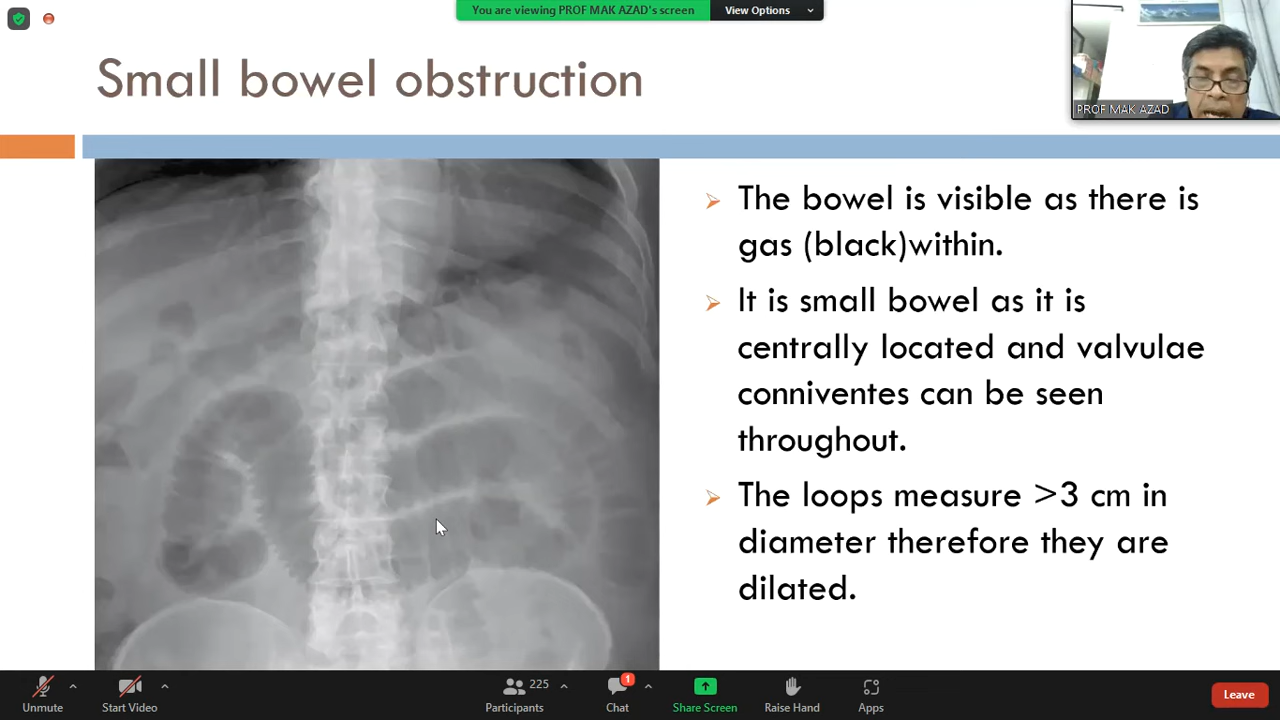 You are viewing PROF MAK AZAD's screen
View Options
Small bowel obstruction
PROF MAK AZAD
The bowel is visible as there is
gas (black)within.
It is small bowel as it is
centrally located and valvulae
conniventes can be seen
throughout.
The loops measure >3 cm in
diameter therefore they are
dilated.
Unmute
Start Video
225
Participants
1
Chat
Share Screen
Raise Hand
Apps
Leave